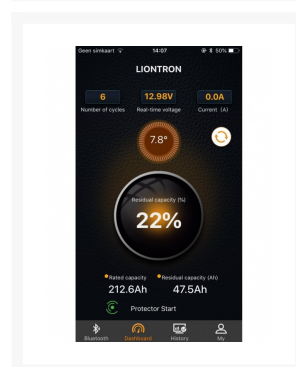 Geen simkaart 14:07 50%
LIONTRON
6 12.98V 0.0A
Number of cycles Real-time voltage Current (A)
7.8°
Residual capacity (%)
22%
Rated capacity Residual capacity (Ah)
212.6Ah 47.5Ah
Protector Start
Bluetooth Dashboard History My